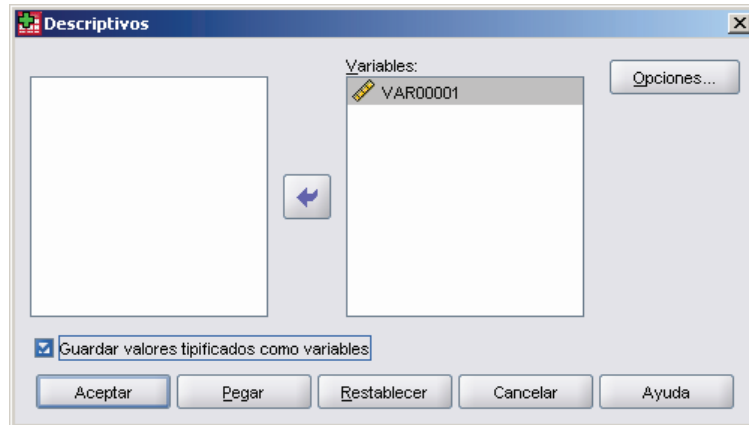 Descriptivos
Variables:
VAR00001
Opciones...
Guardar valores tipificados como variables
Aceptar
Pegar
Restablecer
Cancelar
Ayuda